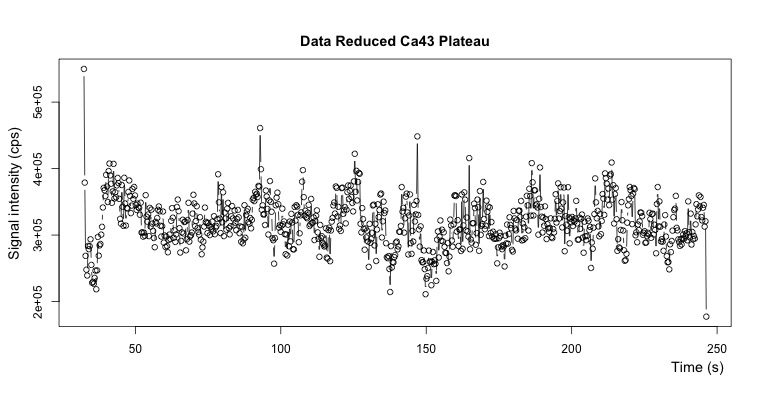 Data Reduced Ca43 Plateau
Signal intensity (cps)
5e+05
4e+05
3e+05
2e+05
50 100 150 200 250
Time (s)